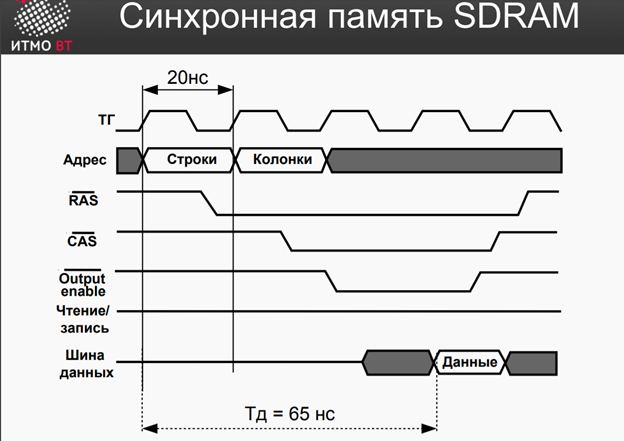 Синхронная память SDRAM
ИТМО ВТ
20нс
ТГ
Адрес
Строки
Колонки
RAS
CAS
Output
enable
Чтение/
запись
Шина
данных
Данные
Tд = 65 нс